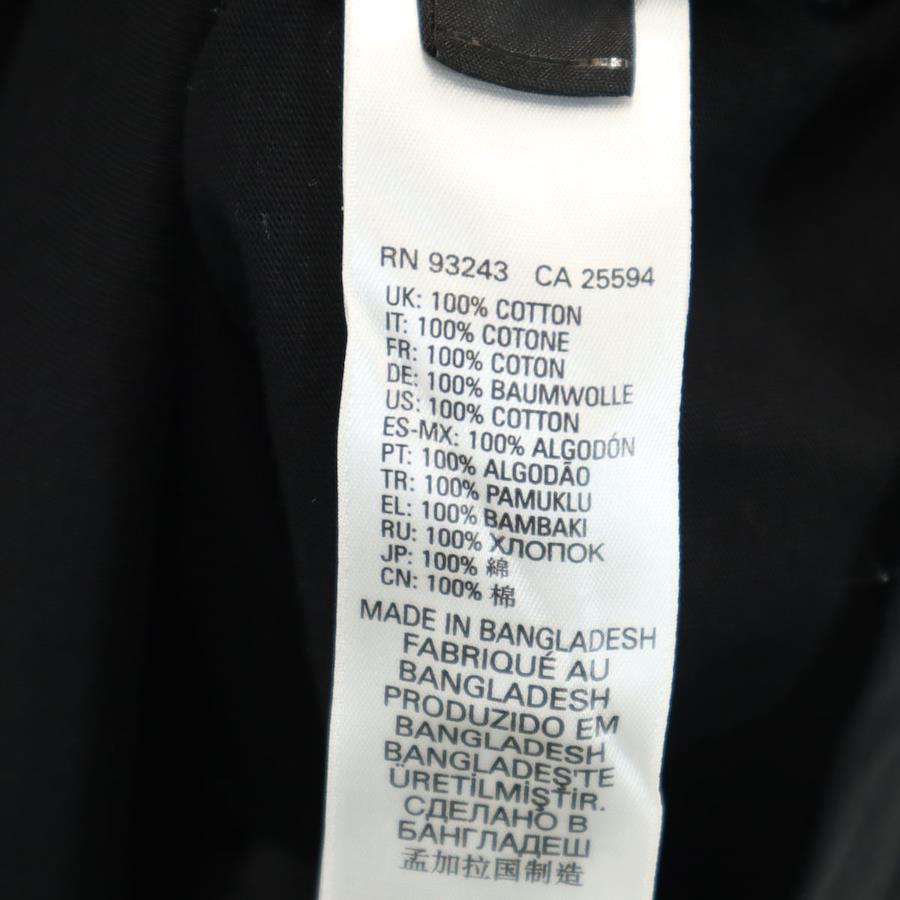 RN 93243 CA 25594
UK: 100% COTTON
IT: 100% COTONE
FR: 100% COTON
DE: 100% BAUMWOLLE
US: 100% COTTON
ES-MX: 100% ALGODÓN
PT: 100% ALGODÃO
TR: 100% PAMUKLU
EL: 100% BAMBAKI
RU: 100% ХЛОПОК
JP: 100% 綿
CN: 100% 棉
MADE IN BANGLADESH
FABRIQUÉ AU
BANGLADESH
PRODUZIDO EM
BANGLADESH
BANGLADEŞ'TE
ÜRETİLMİŞTİR.
СДЕЛАНО В
БАНГЛАДЕШ
孟加拉国制造